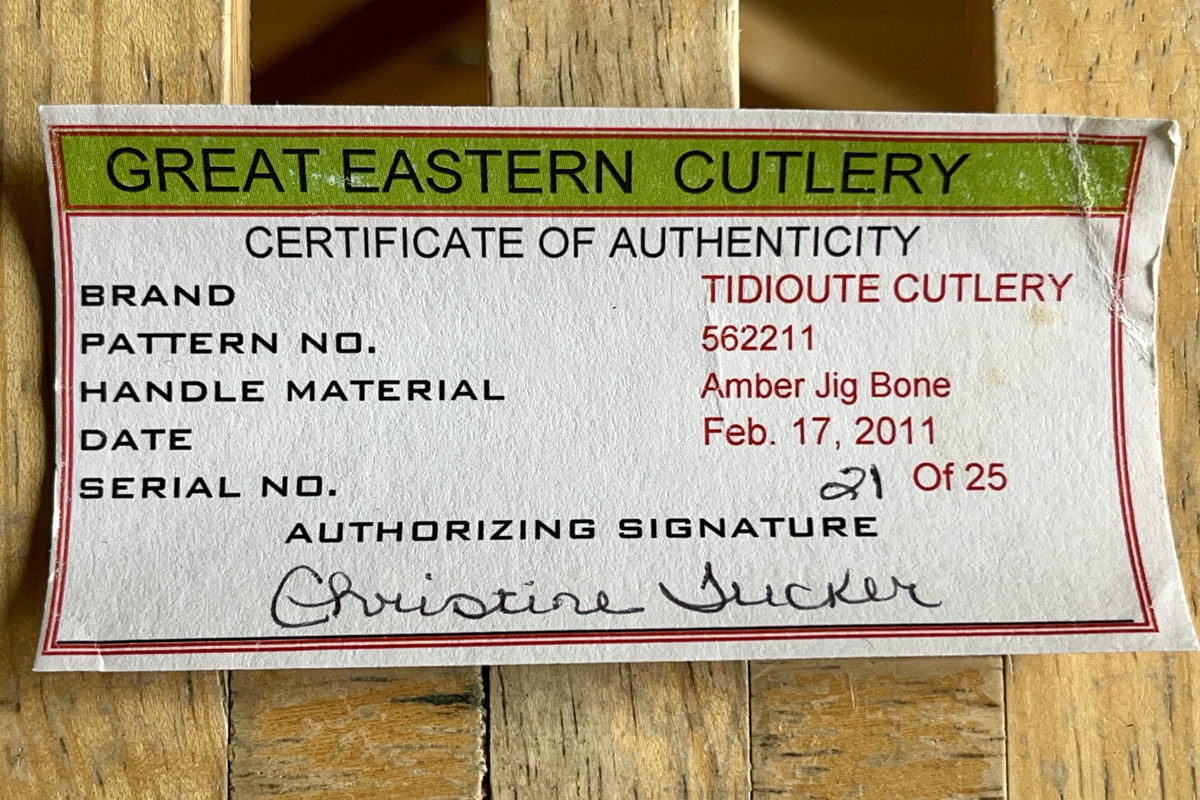 GREAT EASTERN CUTLERY
CERTIFICATE OF AUTHENTICITY
BRAND TIDIOUTE CUTLERY
PATTERN NO. 562211
HANDLE MATERIAL Amber Jig Bone
DATE Feb. 17, 2011
SERIAL NO. 21 Of 25
AUTHORIZING SIGNATURE
Christine Tucker